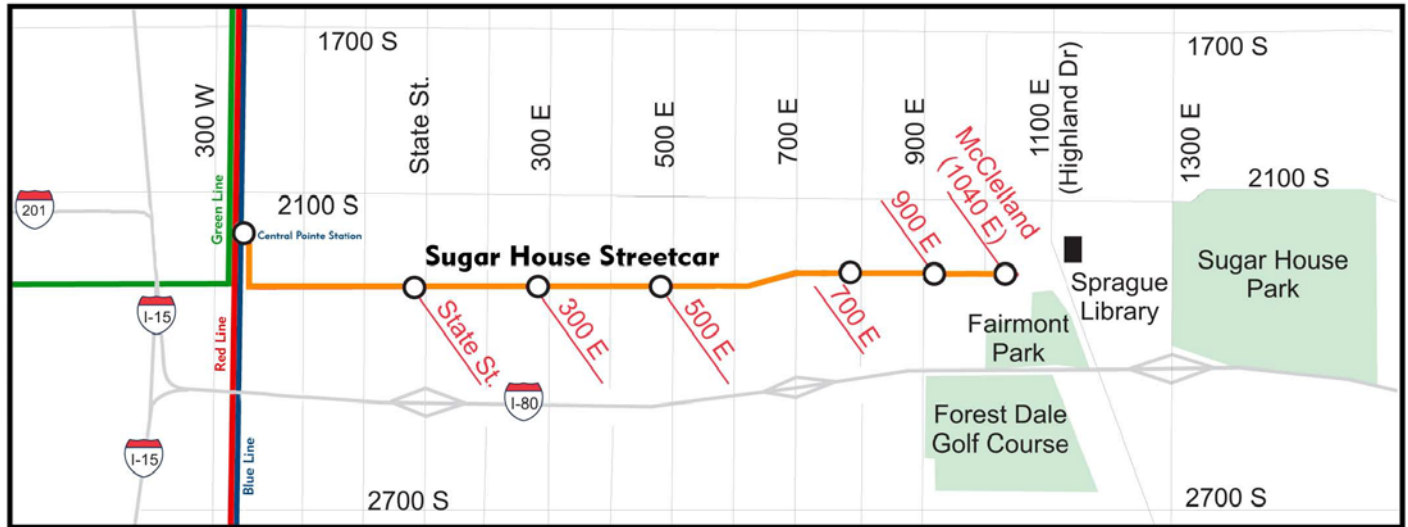 1700 S
1700 S
300 W
State St.
300 E
500 E
700 E
900 E
1100 E
(Highland Dr)
1300 E
201
Green Line
2100 S
2100 S
Central Pointe Station
Sugar House Streetcar
900 E
McClelland
(1040 E)
Sugar House
Park
Sprague
Library
I-15
Red Line
State St.
300 E
500 E
700 E
Fairmont
Park
I-80
Forest Dale
Golf Course
I-15
Blue Line
2700 S
2700 S